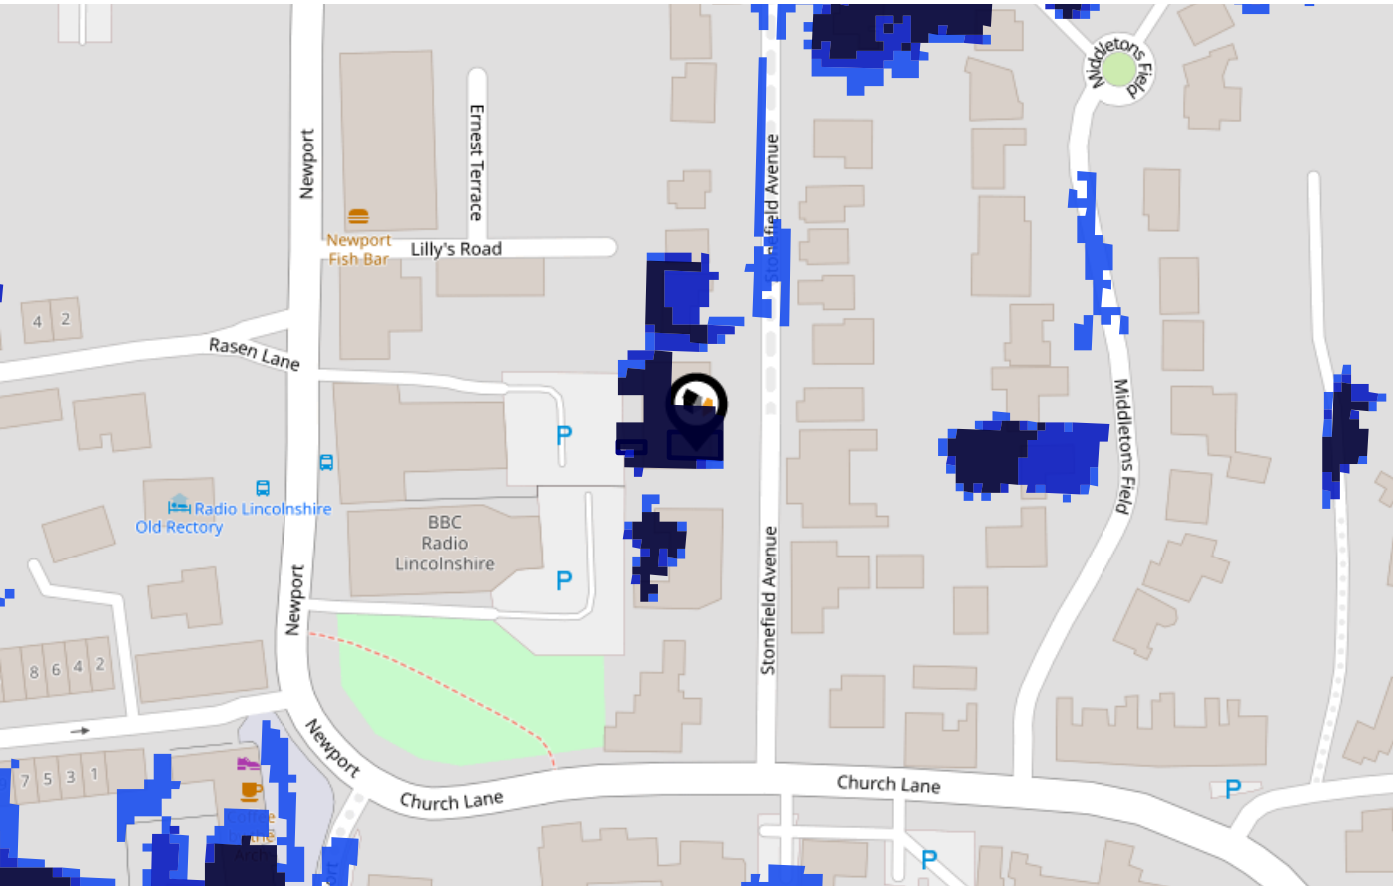 Middletons Field
Newport
Ernest Terrace
Stonefield Avenue
Newport
Fish Bar
Lilly's Road
4 2
Rasen Lane
Middletons Field
P
Radio Lincolnshire
Old Rectory
BBC
Radio
Lincolnshire
P
Newport
Stonefield Avenue
8 6 4 2
Newport
7 5 3 1
Church Lane
Church Lane
P
P